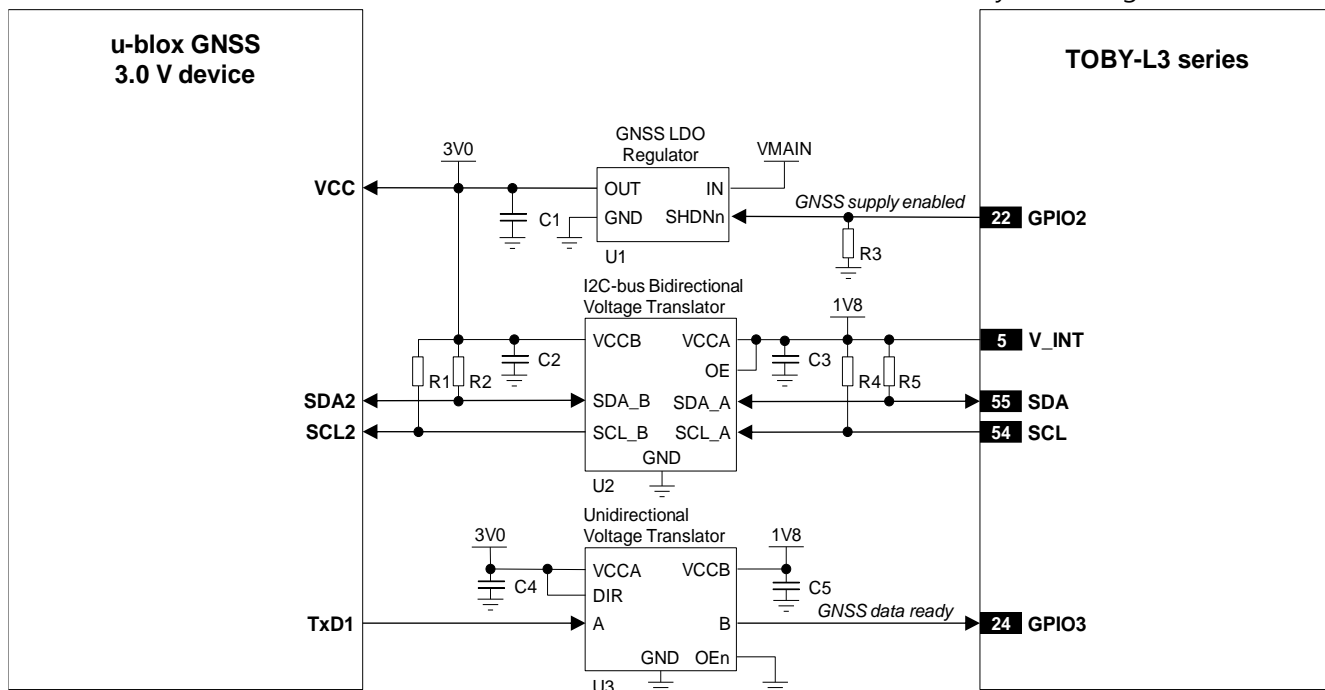 u-blox GNSS
3.0 V device
TOBY-L3 series
GNSS LDO
Regulator
3V0
VMAIN
VCC
OUT
IN
GNSS supply enabled
GND
SHDNn
22
GPIO2
C1
U1
R3
I2C-bus Bidirectional
Voltage Translator
1V8
VCCB
VCCA
5
V_INT
C2
OE
C3
R1
R2
R4
R5
SDA2
SDA_B
SDA_A
55
SDA
SCL2
SCL_B
SCL_A
54
SCL
GND
U2
Unidirectional
Voltage Translator
3V0
1V8
VCCA
VCCB
C4
DIR
C5
GNSS data ready
TxD1
A
B
24
GPIO3
GND
OEn
U3